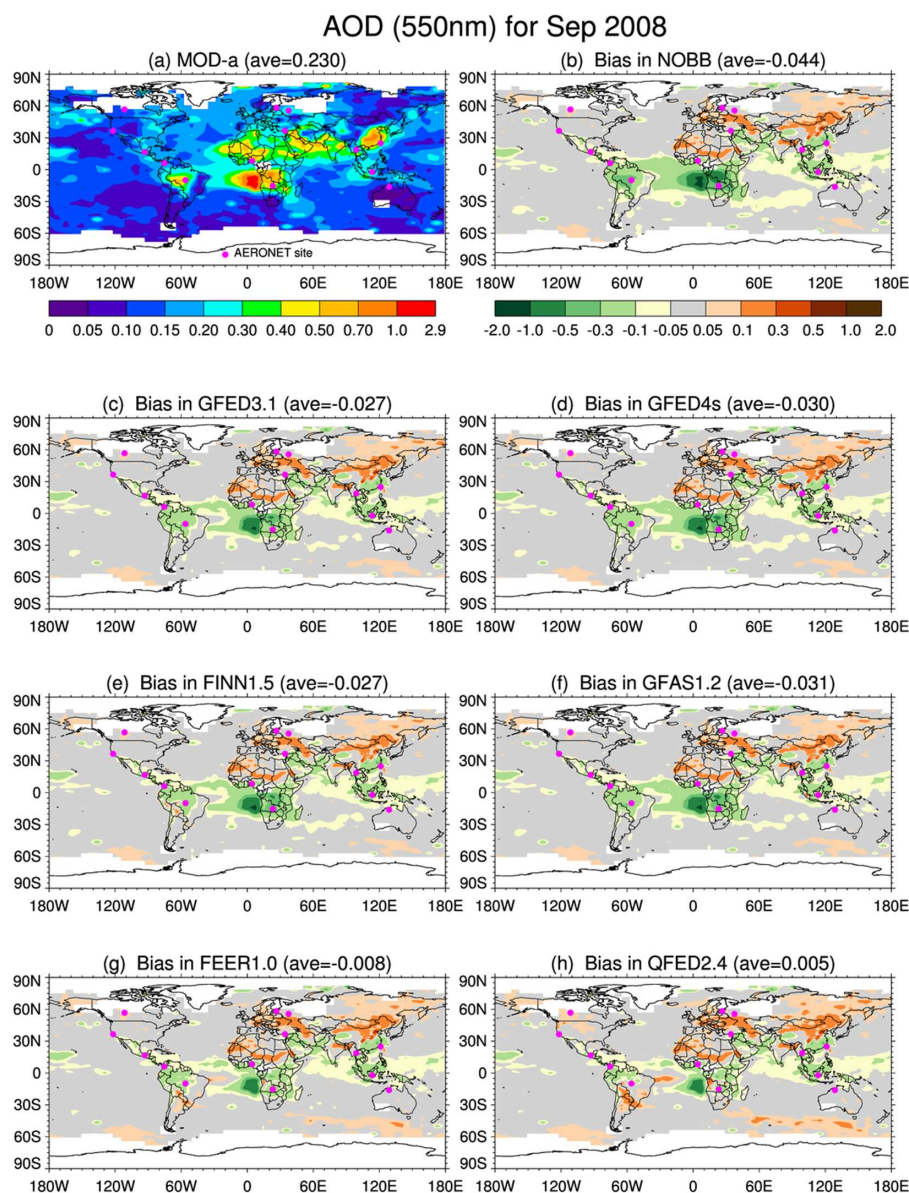 AOD (550nm) for Sep 2008
(a) MOD-a (ave=0.230)
(b) Bias in NOBB (ave=-0.044)
90N
60N
30N
0
30S
60S
90S
AERONET site
180W 120W 60W 0 60E 120E 180E
90N
60N
30N
0
30S
60S
90S
180W 120W 60W 0 60E 120E 180E
0 0.05 0.10 0.15 0.20 0.30 0.40 0.50 0.70 1.0 2.9
-2.0 -1.0 -0.5 -0.3 -0.1 -0.05 0.05 0.1 0.3 0.5 1.0 2.0
(c) Bias in GFED3.1 (ave=-0.027)
(d) Bias in GFED4s (ave=-0.030)
90N
60N
30N
0
30S
60S
90S
180W 120W 60W 0 60E 120E 180E
90N
60N
30N
0
30S
60S
90S
180W 120W 60W 0 60E 120E 180E
(e) Bias in FINN1.5 (ave=-0.027)
(f) Bias in GFAS1.2 (ave=-0.031)
90N
60N
30N
0
30S
60S
90S
180W 120W 60W 0 60E 120E 180E
90N
60N
30N
0
30S
60S
90S
180W 120W 60W 0 60E 120E 180E
(g) Bias in FEER1.0 (ave=-0.008)
(h) Bias in QFED2.4 (ave=0.005)
90N
60N
30N
0
30S
60S
90S
180W 120W 60W 0 60E 120E 180E
90N
60N
30N
0
30S
60S
90S
180W 120W 60W 0 60E 120E 180E